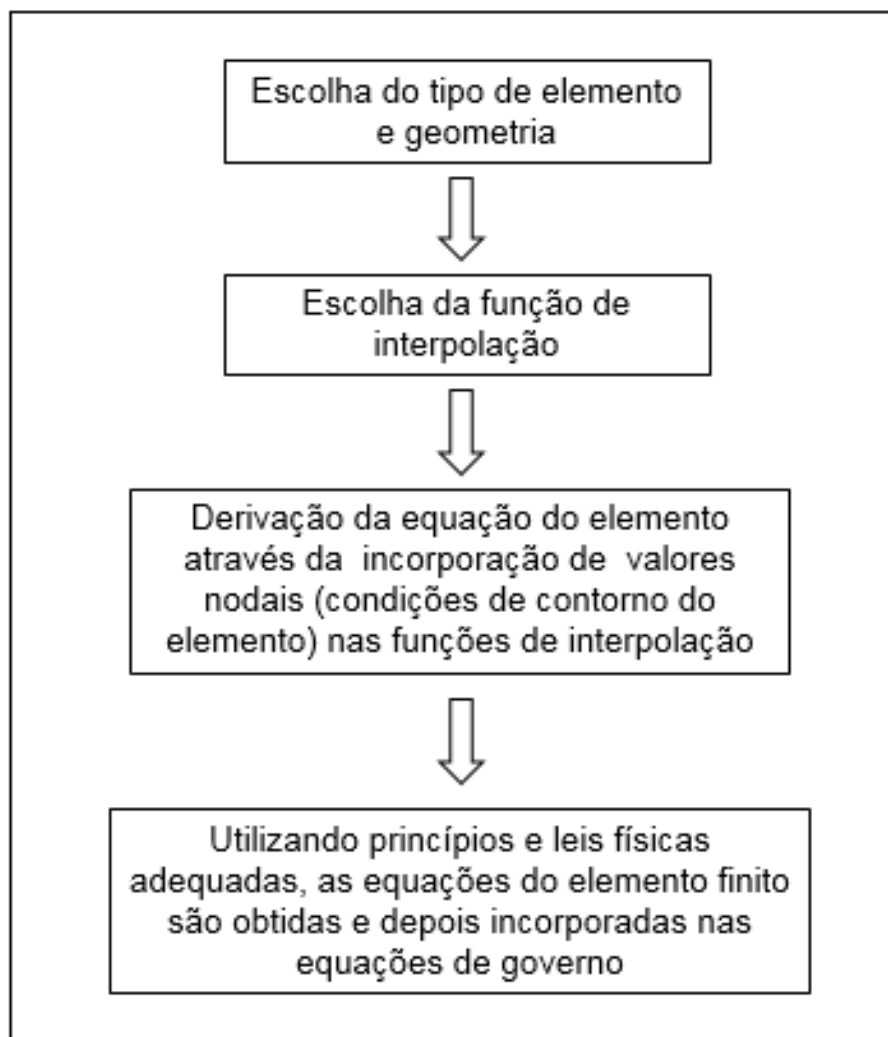 Escolha do tipo de elemento
e geometria
Escolha da função de
interpolação
Derivação da equação do elemento
através da incorporação de valores
nodais (condições de contorno do
elemento) nas funções de interpolação
Utilizando princípios e leis físicas
adequadas, as equações do elemento finito
são obtidas e depois incorporadas nas
equações de governo